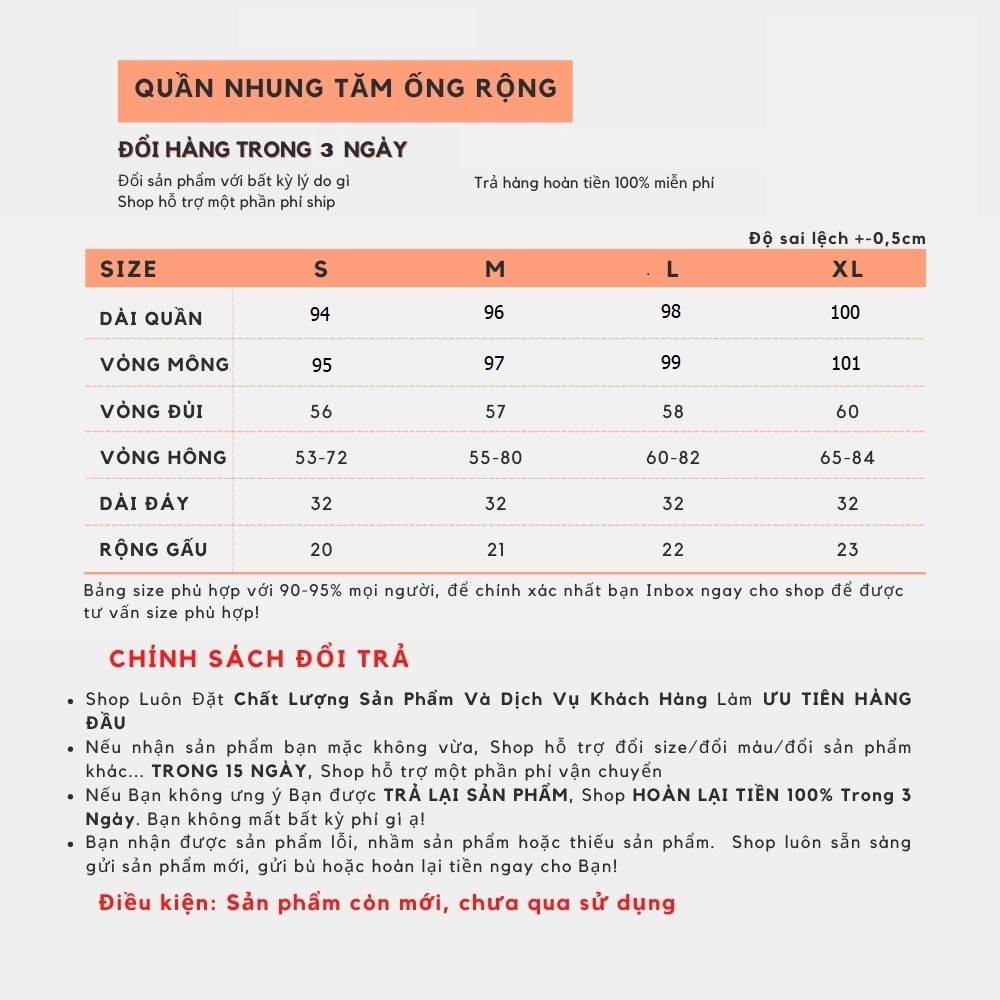 QUẦN NHUNG TĂM ỐNG RỘNG
ĐỔI HÀNG TRONG 3 NGÀY
Đổi sản phẩm với bất kỳ lý do gì
Shop hỗ trợ một phần phí ship
Trả hàng hoàn tiền 100% miễn phí
Độ sai lệch +-0,5cm
SIZE S M . L XL
DÀI QUẦN 94 96 98 100
VÒNG MÔNG 95 97 99 101
VÒNG ĐÙI 56 57 58 60
VÒNG HÔNG 53-72 55-80 60-82 65-84
DÀI ĐÁY 32 32 32 32
RỘNG GẤU 20 21 22 23
Bảng size phù hợp với 90-95% mọi người, để chính xác nhất bạn Inbox ngay cho shop để được
tư vấn size phù hợp!
CHÍNH SÁCH ĐỔI TRẢ
• Shop Luôn Đặt Chất Lượng Sản Phẩm Và Dịch Vụ Khách Hàng Làm ƯU TIÊN HÀNG
ĐẦU
• Nếu nhận sản phẩm bạn mặc không vừa, Shop hỗ trợ đổi size/đổi màu/đổi sản phẩm
khác... TRONG 15 NGÀY, Shop hỗ trợ một phần phí vận chuyển
• Nếu Bạn không ưng ý Bạn được TRẢ LẠI SẢN PHẨM, Shop HOÀN LẠI TIỀN 100% Trong 3
Ngày. Bạn không mất bất kỳ phí gì ạ!
• Bạn nhận được sản phẩm lỗi, nhầm sản phẩm hoặc thiếu sản phẩm. Shop luôn sẵn sàng
gửi sản phẩm mới, gửi bù hoặc hoàn lại tiền ngay cho Bạn!
Điều kiện: Sản phẩm còn mới, chưa qua sử dụng